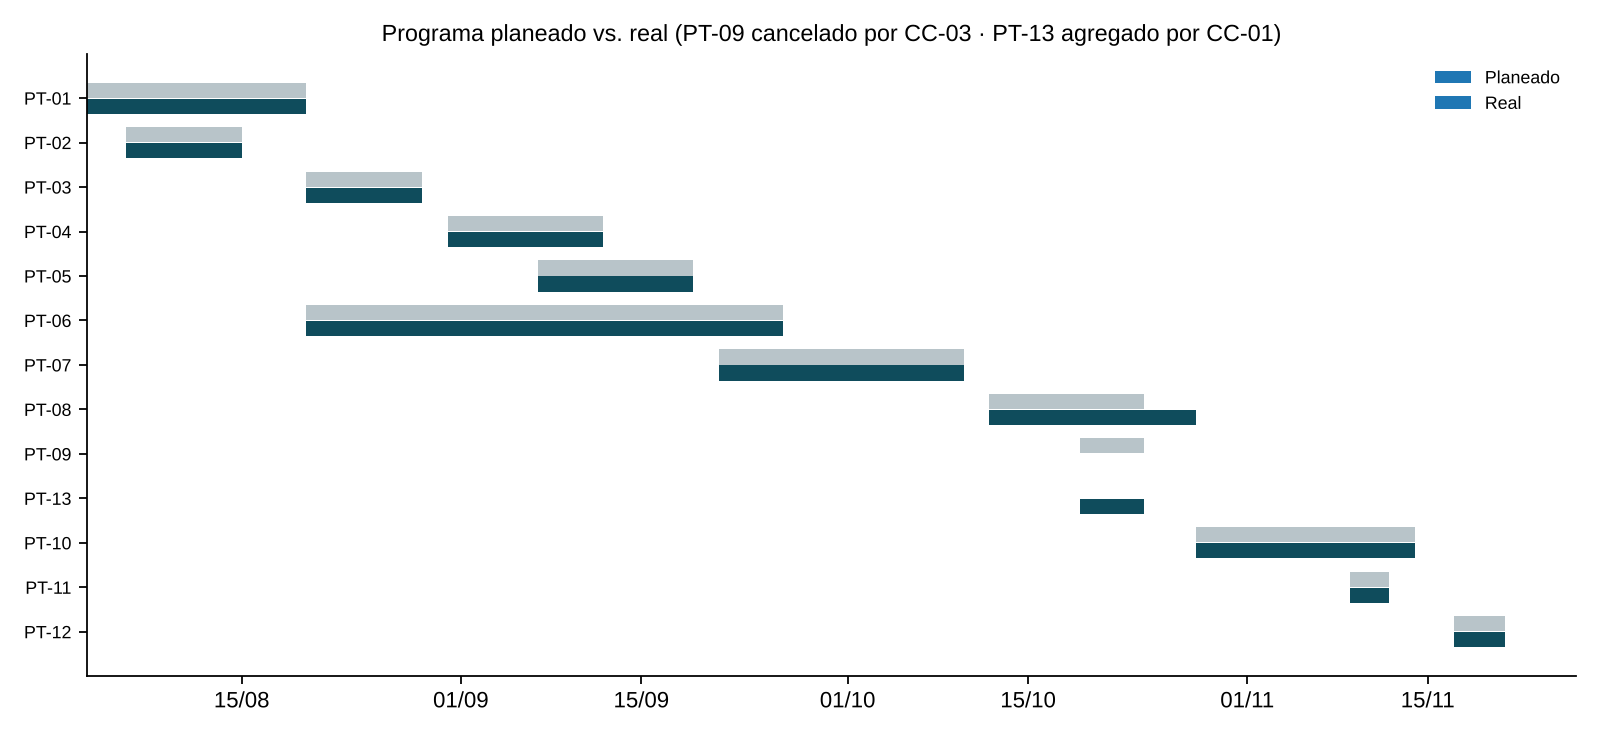 Programa planeado vs. real (PT-09 cancelado por CC-03 · PT-13 agregado por CC-01)
Planeado
Real
PT-01
PT-02
PT-03
PT-04
PT-05
PT-06
PT-07
PT-08
PT-09
PT-13
PT-10
PT-11
PT-12
15/08 01/09 15/09 01/10 15/10 01/11 15/11